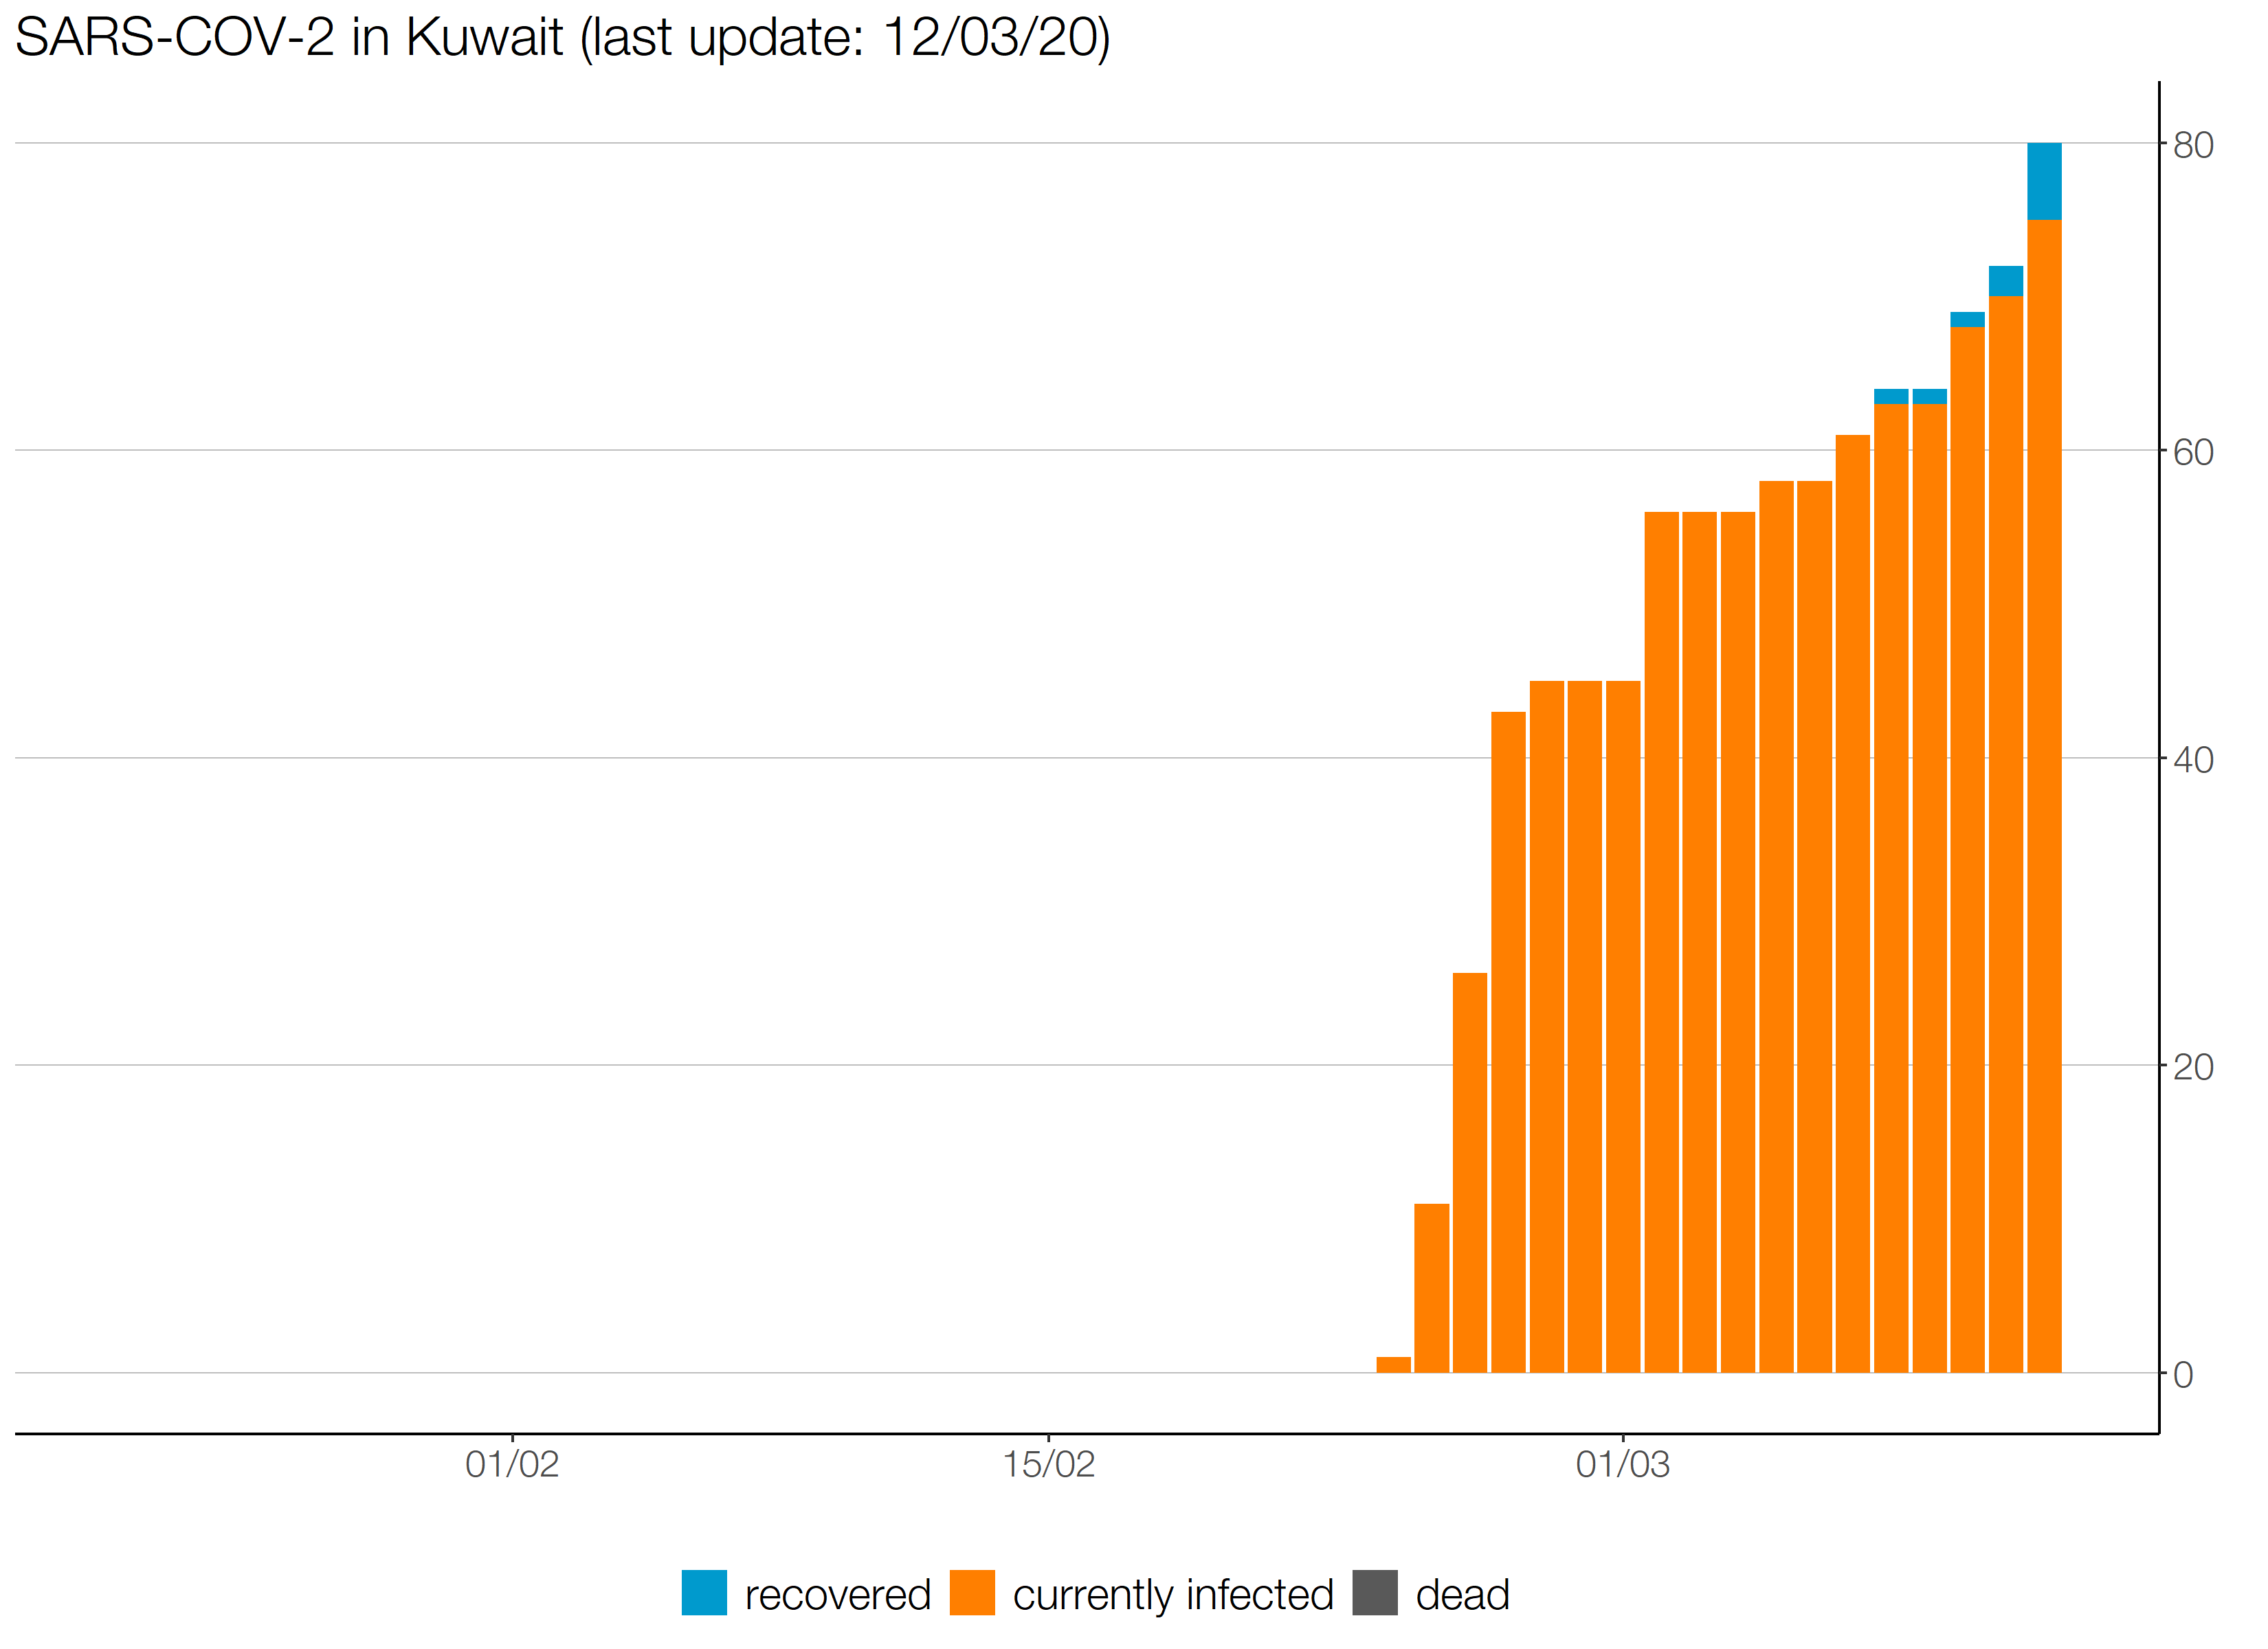 SARS-COV-2 in Kuwait (last update: 12/03/20)
80
60
40
20
0
01/02 15/02 01/03
recovered currently infected dead